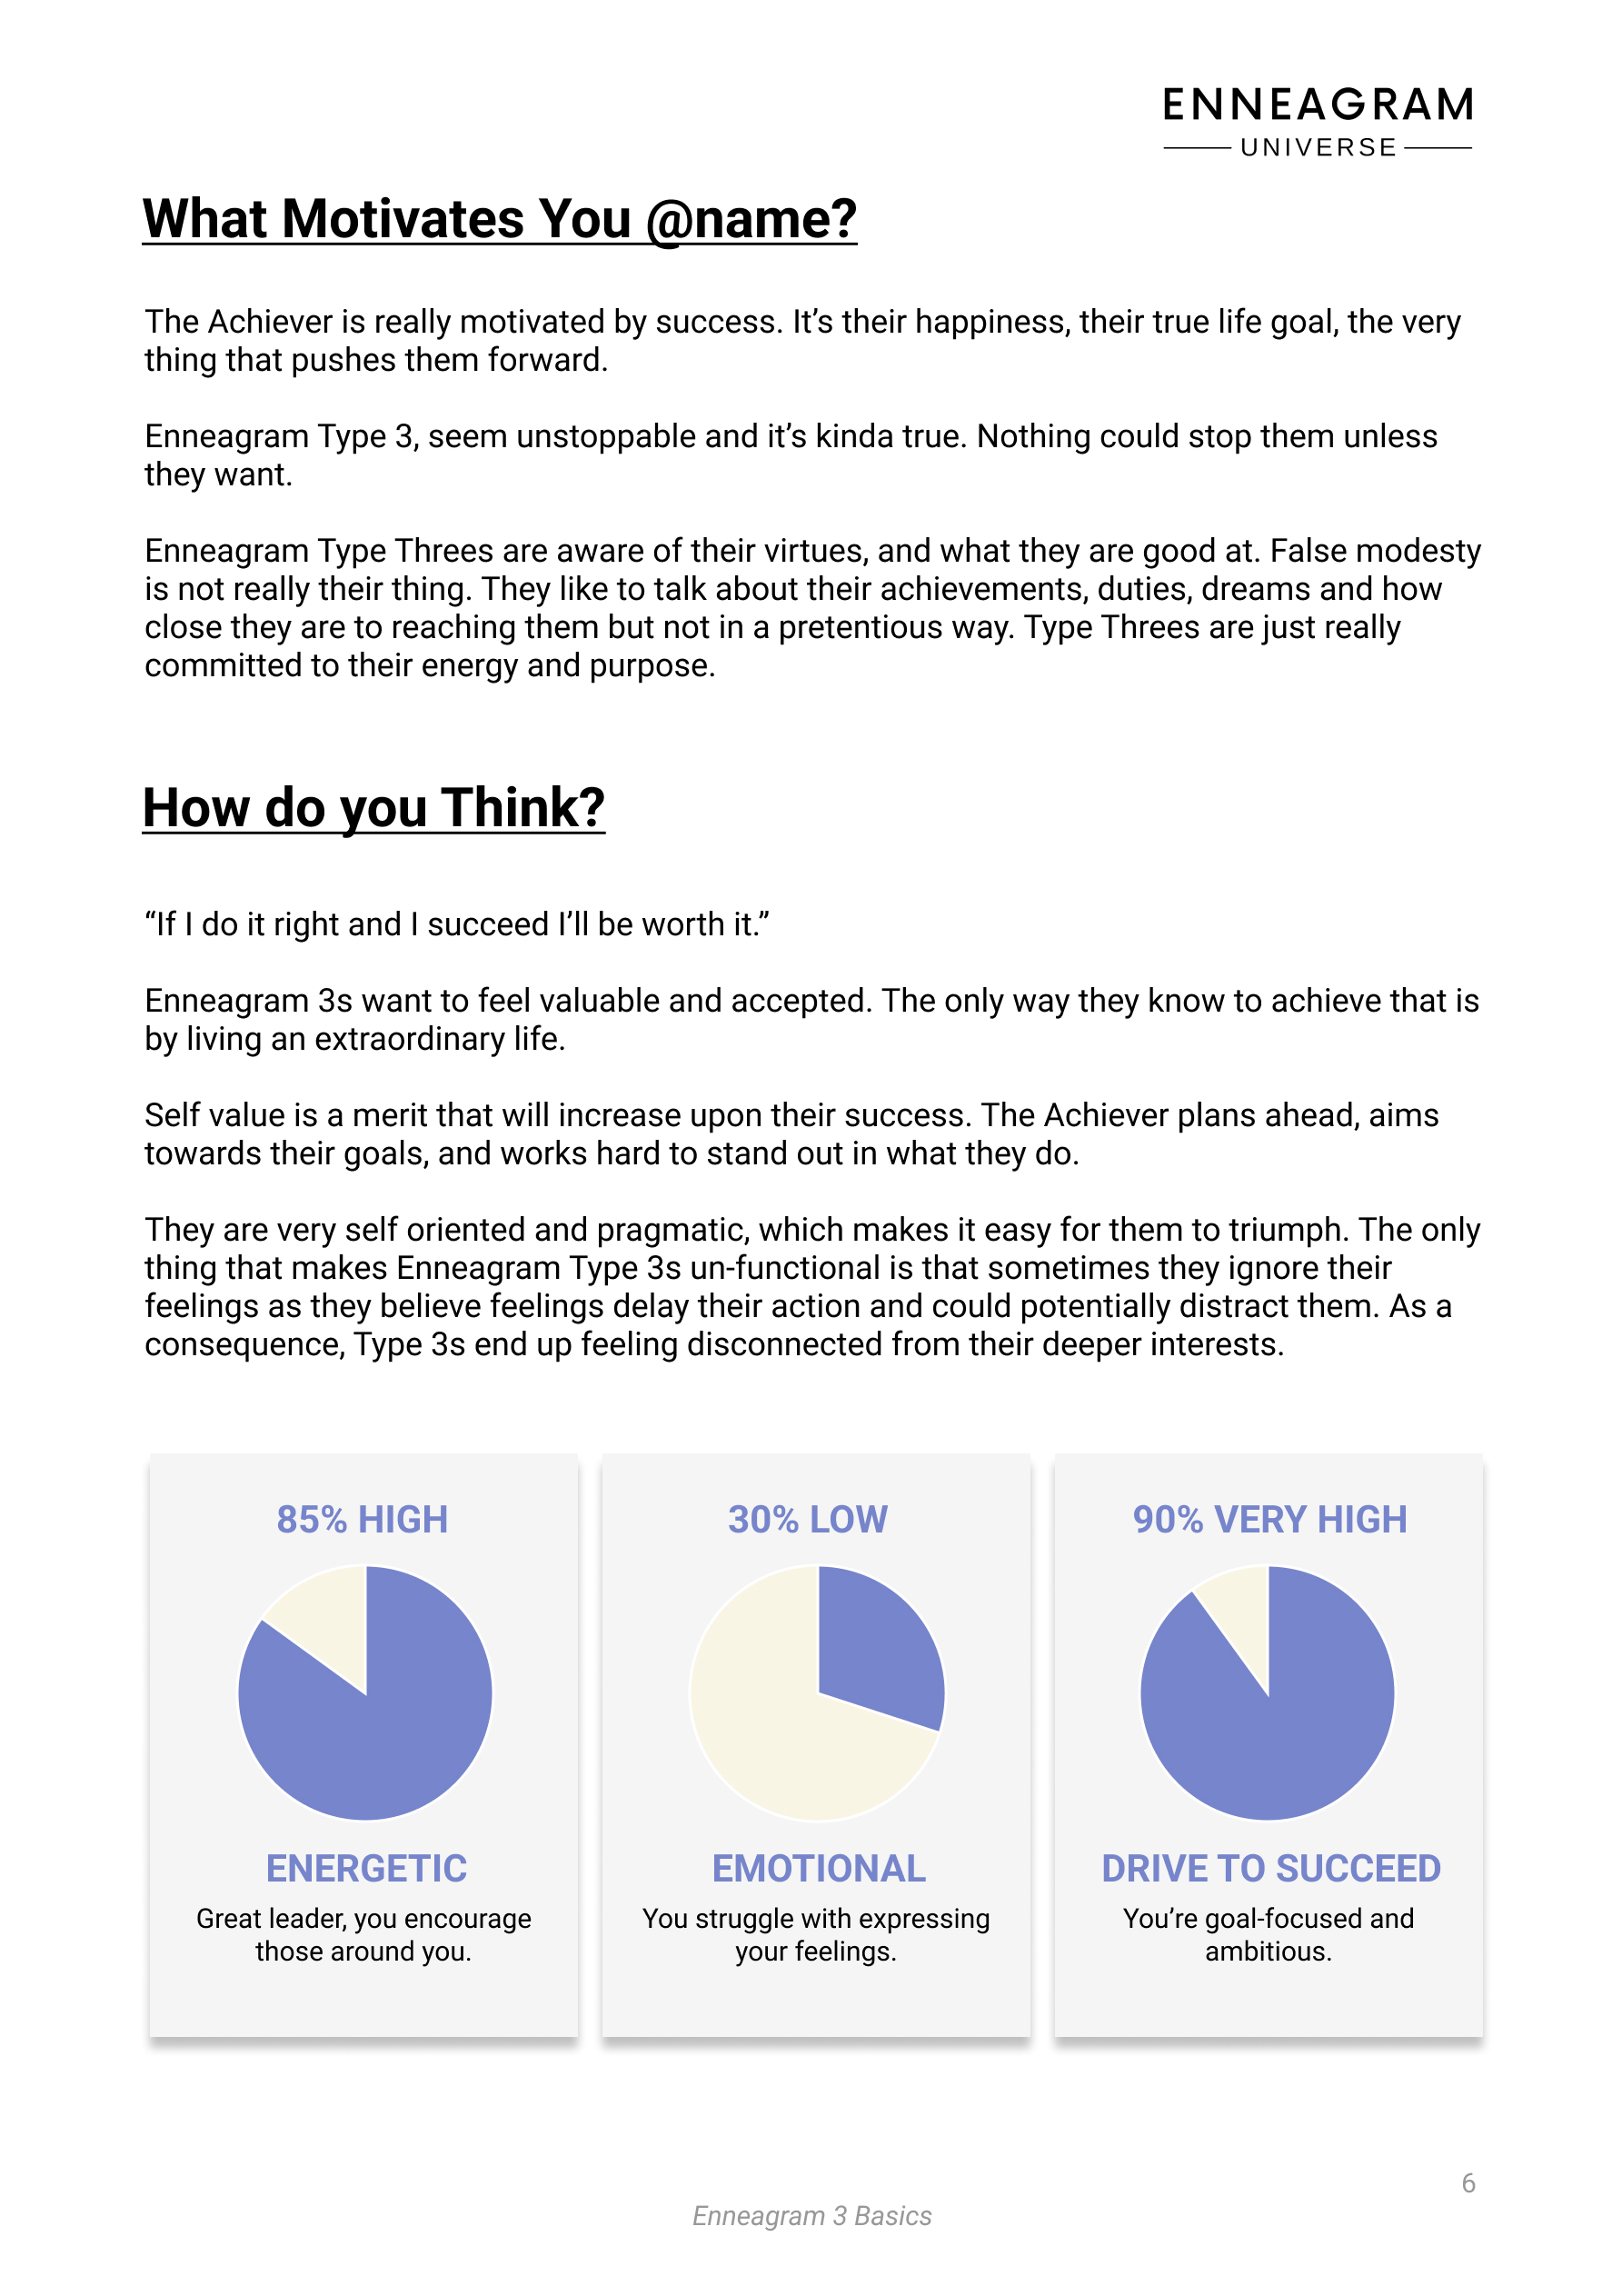 ENNEAGRAM
UNIVERSE
What Motivates You @name?
The Achiever is really motivated by success. It’s their happiness, their true life goal, the very
thing that pushes them forward.
Enneagram Type 3, seem unstoppable and it’s kinda true. Nothing could stop them unless
they want.
Enneagram Type Threes are aware of their virtues, and what they are good at. False modesty
is not really their thing. They like to talk about their achievements, duties, dreams and how
close they are to reaching them but not in a pretentious way. Type Threes are just really
committed to their energy and purpose.
How do you Think?
“If I do it right and I succeed I’ll be worth it.”
Enneagram 3s want to feel valuable and accepted. The only way they know to achieve that is
by living an extraordinary life.
Self value is a merit that will increase upon their success. The Achiever plans ahead, aims
towards their goals, and works hard to stand out in what they do.
They are very self oriented and pragmatic, which makes it easy for them to triumph. The only
thing that makes Enneagram Type 3s un-functional is that sometimes they ignore their
feelings as they believe feelings delay their action and could potentially distract them. As a
consequence, Type 3s end up feeling disconnected from their deeper interests.
85% HIGH
ENERGETIC
Great leader, you encourage
those around you.
30% LOW
EMOTIONAL
You struggle with expressing
your feelings.
90% VERY HIGH
DRIVE TO SUCCEED
You’re goal-focused and
ambitious.
6
Enneagram 3 Basics